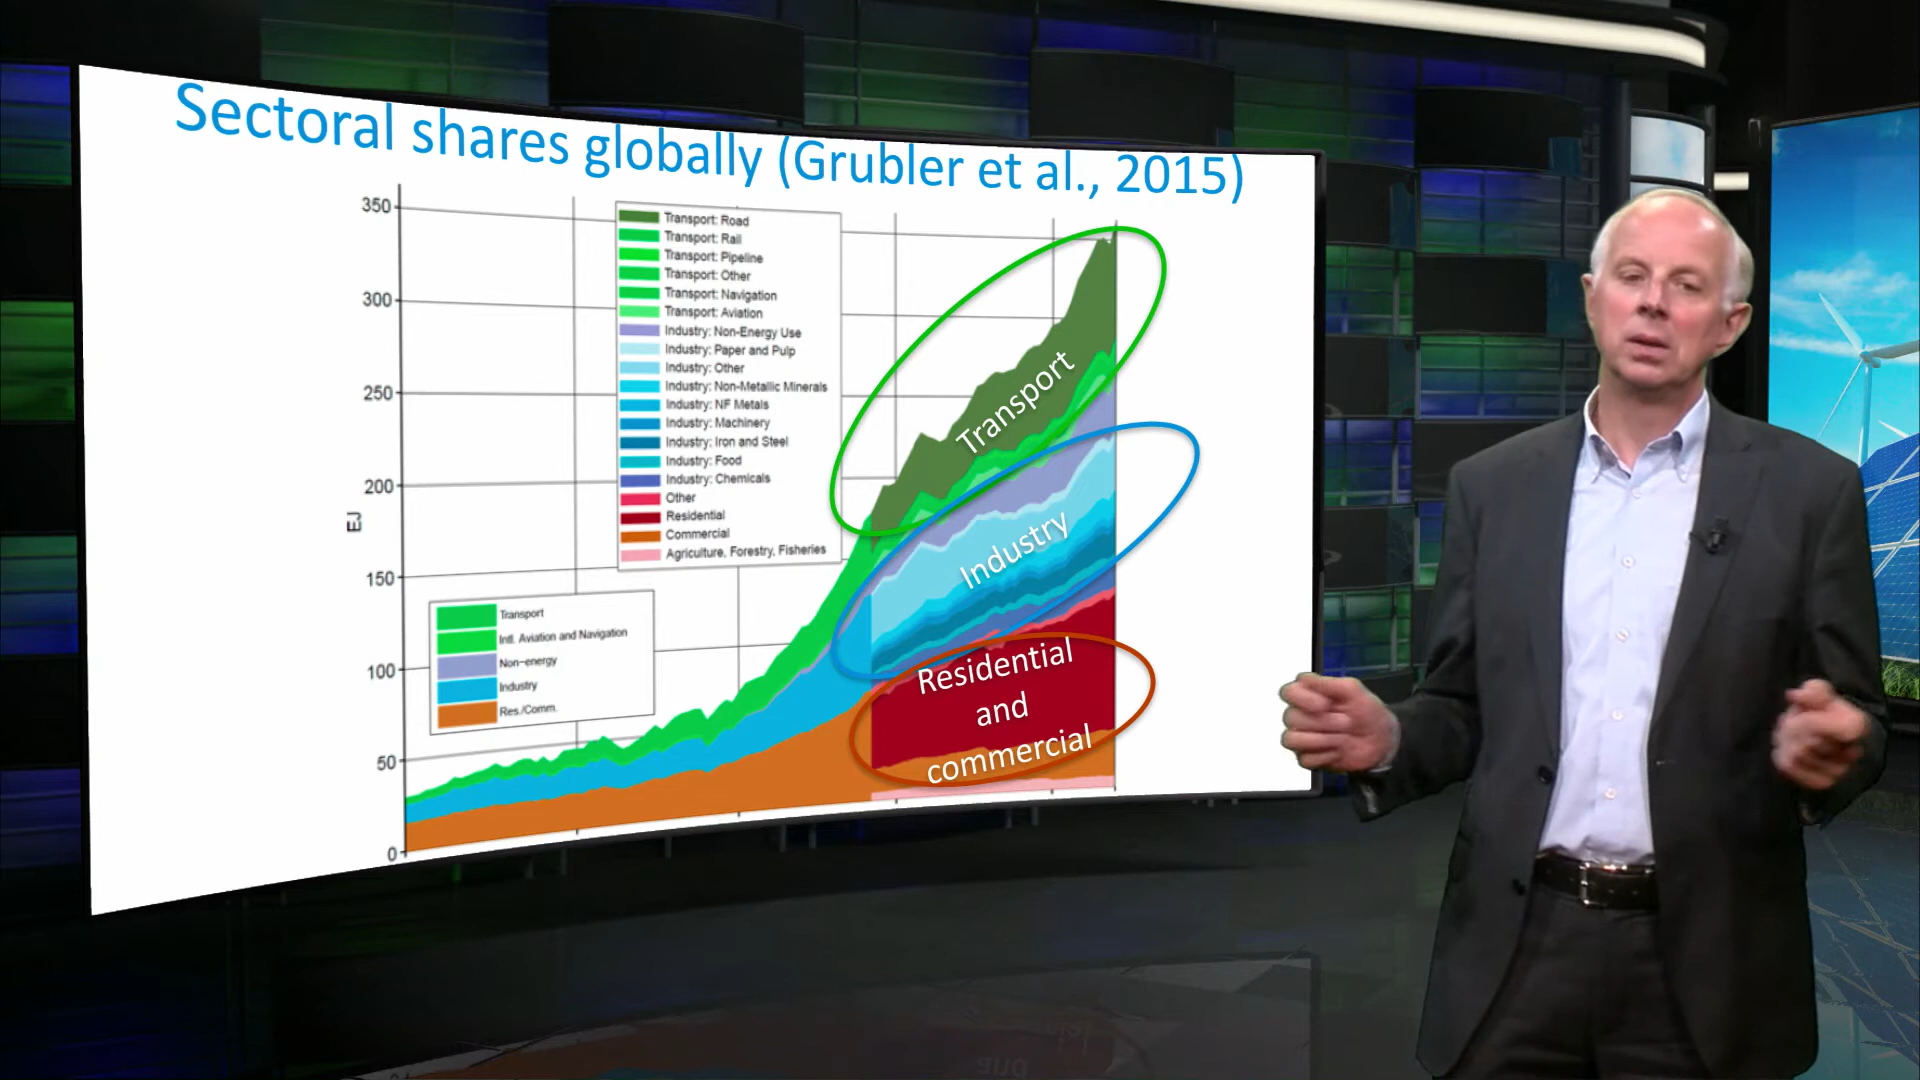 Sectoral shares globally (Grubler et al., 2015)
350
300
250
200
150
100
50
0
EJ
Transport: Road
Transport: Rail
Transport: Pipeline
Transport: Other
Transport: Navigation
Transport: Aviation
Industry: Non-Energy Use
Industry: Paper and Pulp
Industry: Other
Industry: Non-Metallic Minerals
Industry: NF Metals
Industry: Machinery
Industry: Iron and Steel
Industry: Food
Industry: Chemicals
Other
Residential
Commercial
Agriculture, Forestry, Fisheries
Transport
Intl. Aviation and Navigation
Non-energy
Industry
Res./Comm.
Transport
Industry
Residential
and
commercial